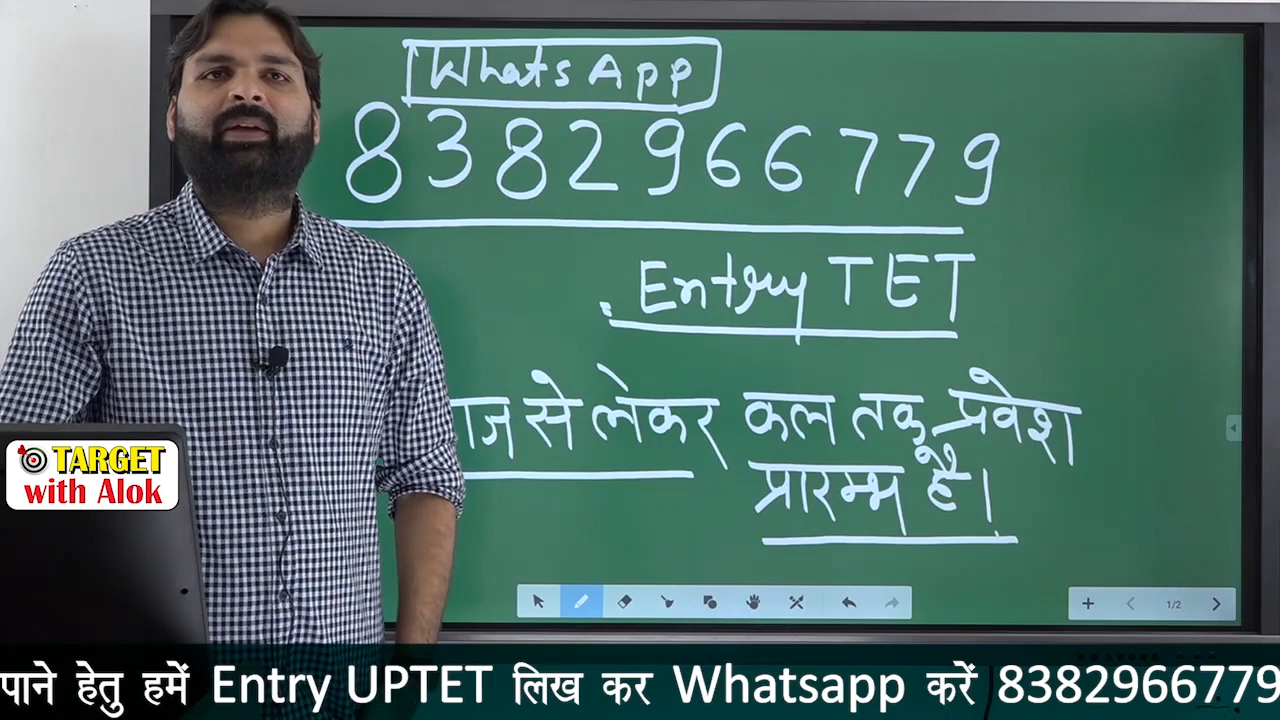 WhatsApp
8382966779
Entry TET
से लेकर कल तक प्रवेश
प्रारम्भ है।
TARGET
with Alok
1/2
पाने हेतु हमें Entry UPTET लिख कर Whatsapp करें 8382966779